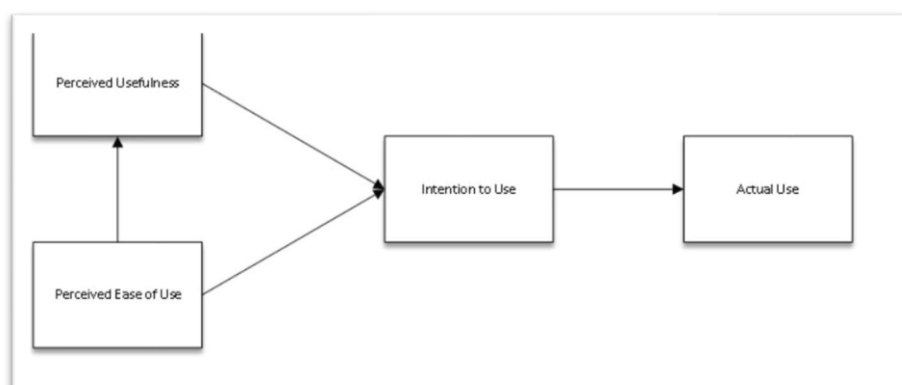 Perceived Usefulness
Intention to Use
Actual Use
Perceived Ease of Use